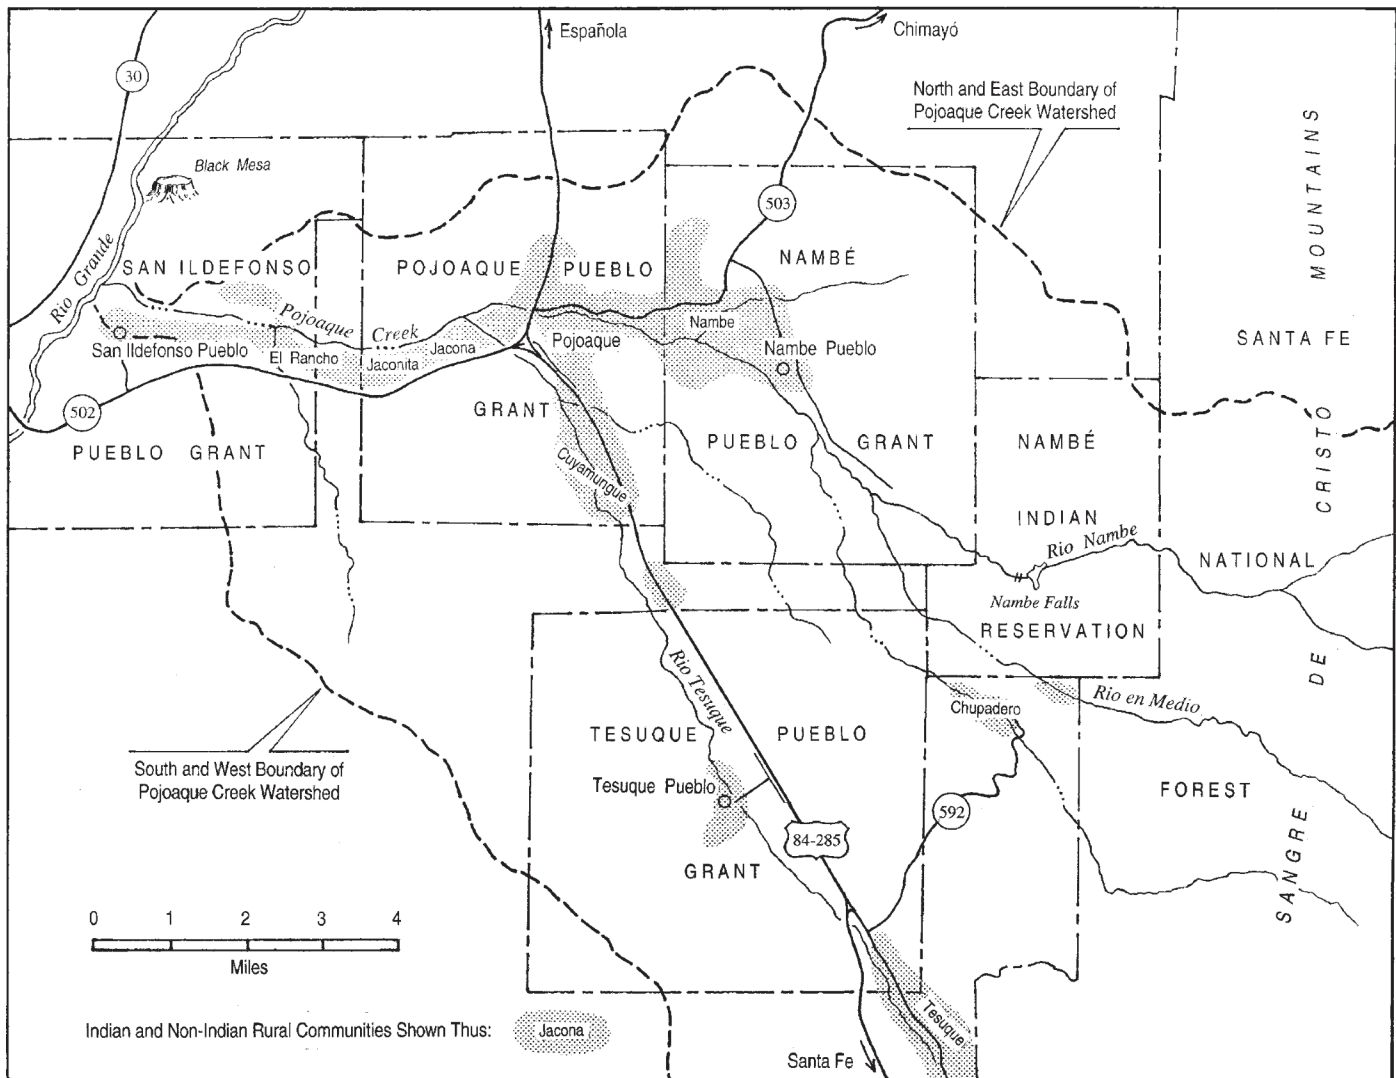 Española
Chimayó
30
North and East Boundary of
Pojoaque Creek Watershed
Black Mesa
503
Rio Grande
SAN ILDEFONSO
POJOAQUE
PUEBLO
NAMBÉ
MOUNTAINS
Pojoaque
Creek
San Ildefonso Pueblo
El Rancho
Jaconita
Jacona
Pojoaque
Nambe
Nambe Pueblo
SANTA FE
502
GRANT
PUEBLO GRANT
PUEBLO
GRANT
NAMBÉ
CRISTO
Cuyamungue
INDIAN
Rio Nambe
NATIONAL
Nambe Falls
RESERVATION
Rio Tesuque
DE
Rio en Medio
Chupadero
TESUQUE
PUEBLO
South and West Boundary of
Pojoaque Creek Watershed
Tesuque Pueblo
FOREST
592
84-285
GRANT
SANGRE
0 1 2 3 4
Miles
Indian and Non-Indian Rural Communities Shown Thus:
Jacona
Tesuque
Santa Fe